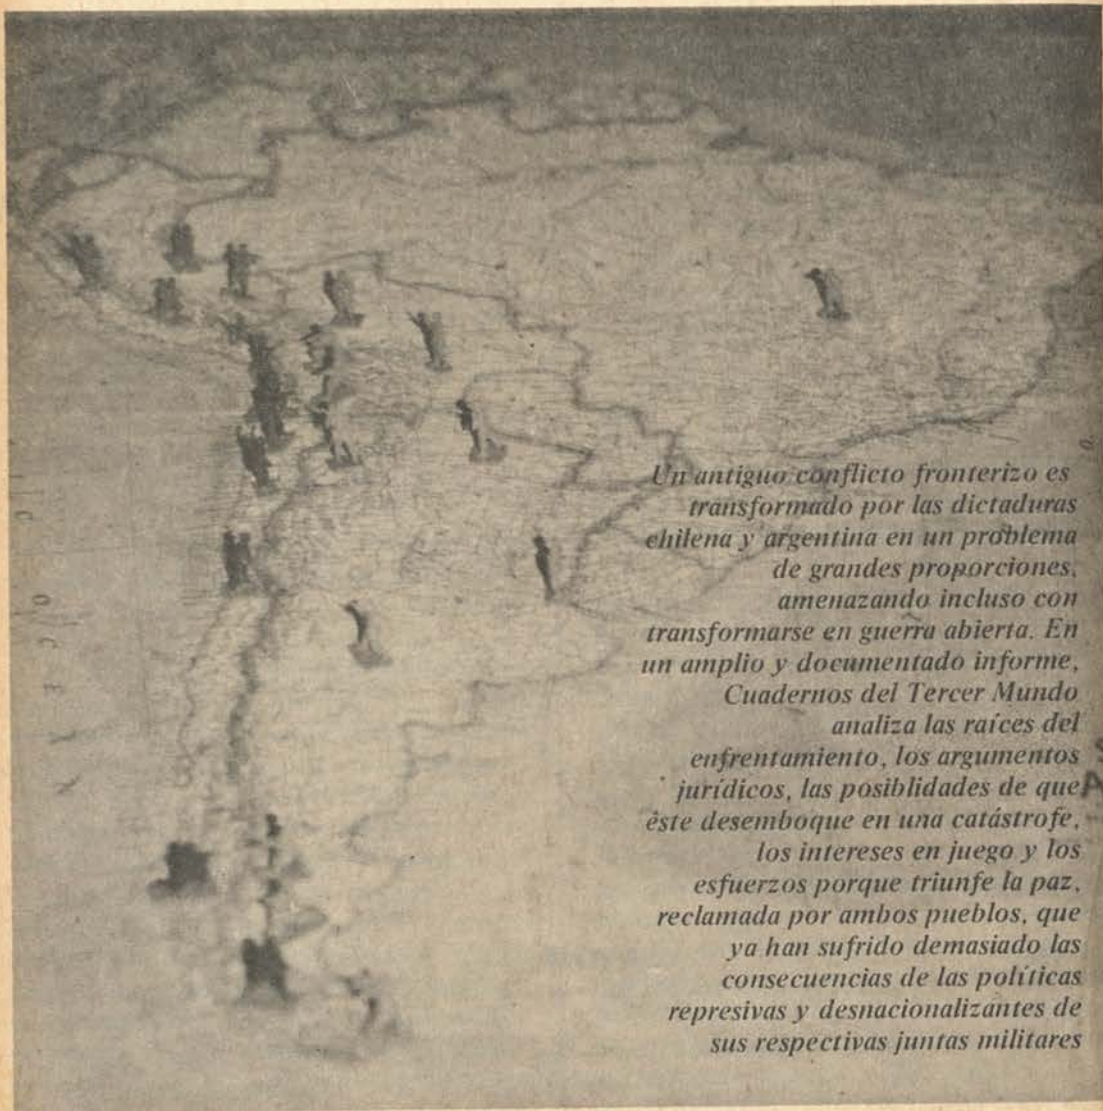 Un antiguo conflicto fronterizo es
transformado por las dictaduras
chilena y argentina en un problema
de grandes proporciones,
amenazando incluso con
transformarse en guerra abierta. En
un amplio y documentado informe,
Cuadernos del Tercer Mundo
analiza las raíces del
enfrentamiento, los argumentos
jurídicos, las posiblidades de que
éste desemboque en una catástrofe,
los intereses en juego y los
esfuerzos porque triunfe la paz,
reclamada por ambos pueblos, que
ya han sufrido demasiado las
consecuencias de las políticas
represivas y desnacionalizantes de
sus respectivas juntas militares